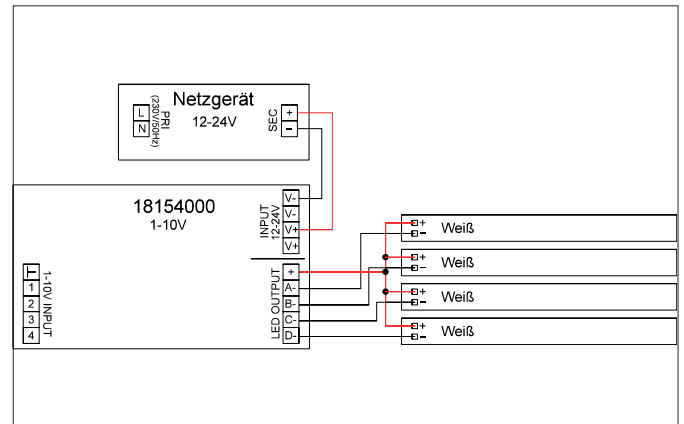 Netzgerät
12-24V
L
N
PRI
(230V/50Hz)
SEC
+
–
18154000
1-10V
INPUT
12-24V
V-
V-
V+
V+
⊥
1
2
3
4
1-10V INPUT
LED OUTPUT
+
A-
B-
C-
D-
+
–
Weiß
+
–
Weiß
+
–
Weiß
+
–
Weiß